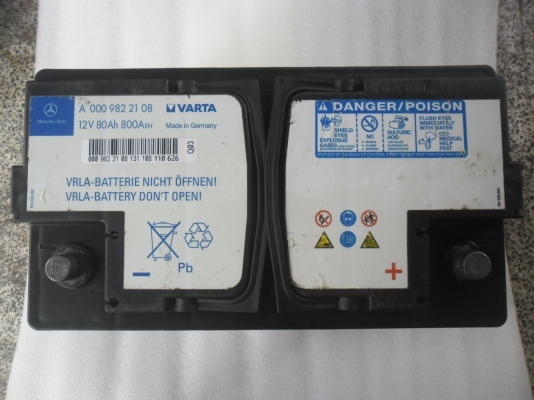 A 000 982 21 08
VARTA
Mercedes-Benz
12V 80Ah 800A EN
Made in Germany
000 982 21 08 131 108 110 626
Q03
VRLA-BATTERIE NICHT ÖFFNEN!
VRLA-BATTERY DON'T OPEN!
Pb
DANGER/POISON
SHIELD
EYES
EXPLOSIVE
GASES
NO
SULFURIC
ACID
FLUSH EYES
IMMEDIATELY
WITH WATER
GET
MEDICAL
HELP
FAST
+